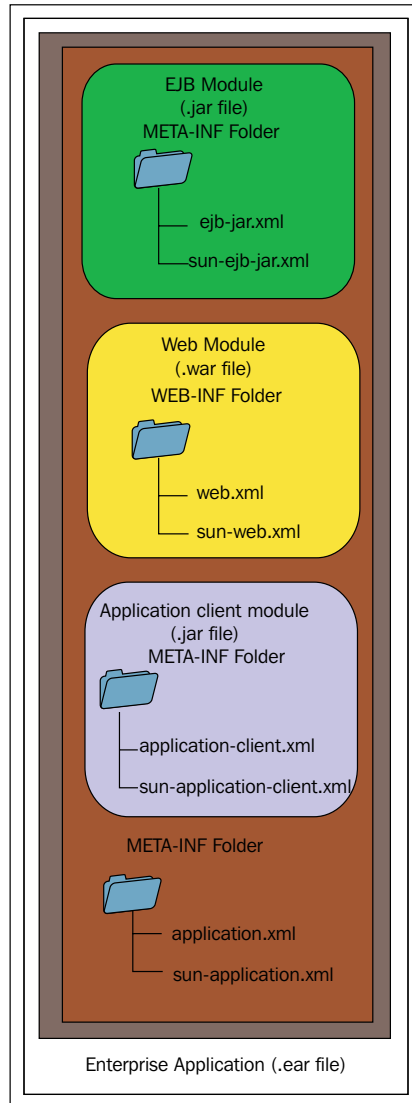 EJB Module
(.jar file)
META-INF Folder
ejb-jar.xml
sun-ejb-jar.xml
Web Module
(.war file)
WEB-INF Folder
web.xml
sun-web.xml
Application client module
(.jar file)
META-INF Folder
application-client.xml
sun-application-client.xml
META-INF Folder
application.xml
sun-application.xml
Enterprise Application (.ear file)